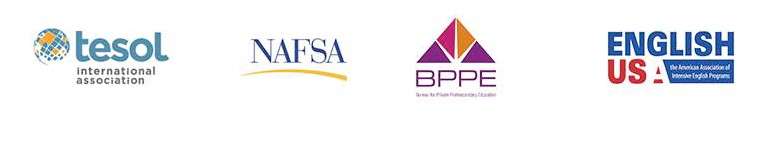 tesol
international
association
NAFSA
BPPE
Bureau for Private Postsecondary Education
ENGLISH
USA
the American Association of
Intensive English Programs